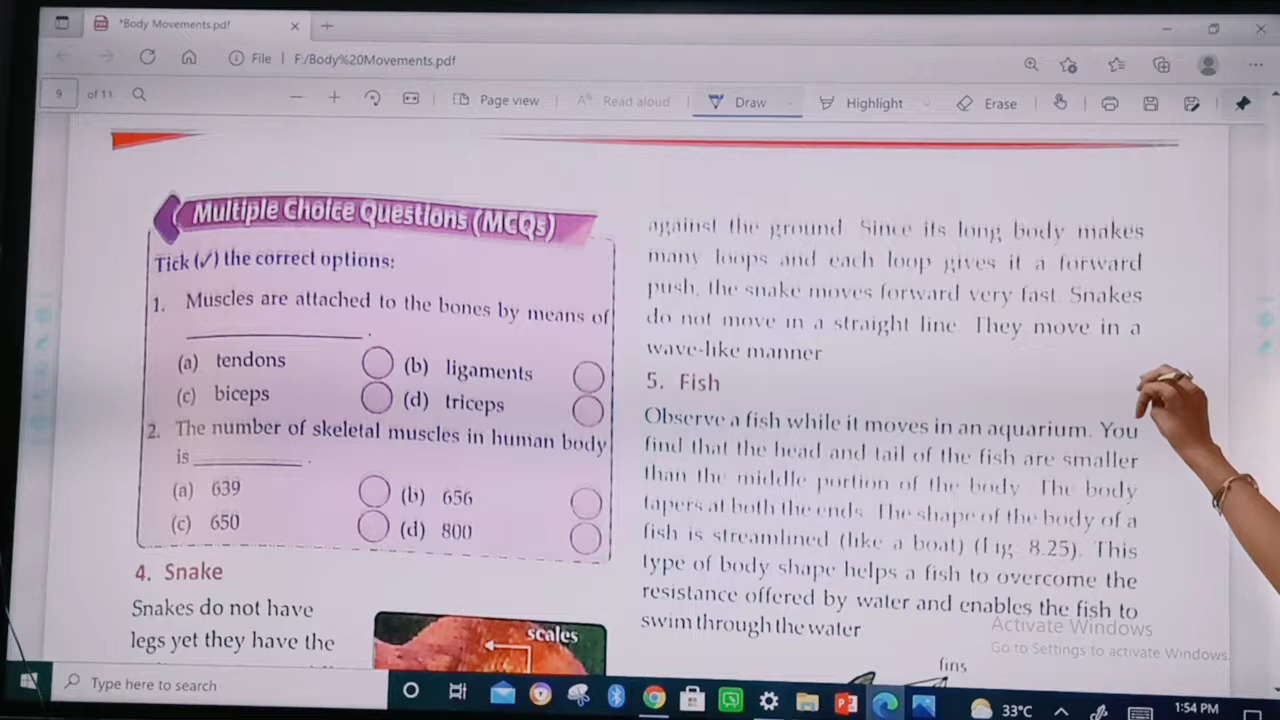 *Body Movements.pdf
File | F:/Body%20Movements.pdf
9 of 11
Page view
Read aloud
Draw
Highlight
Erase
Multiple Choice Questions (MCQs)
Tick (✓) the correct options:
1. Muscles are attached to the bones by means of
____________.
(a) tendons
(b) ligaments
(c) biceps
(d) triceps
2. The number of skeletal muscles in human body
is ________.
(a) 639
(b) 656
(c) 650
(d) 800
4. Snake
Snakes do not have
legs yet they have the
scales
against the ground. Since its long body makes
many loops and each loop gives it a forward
push, the snake moves forward very fast. Snakes
do not move in a straight line. They move in a
wave-like manner
5. Fish
Observe a fish while it moves in an aquarium. You
find that the head and tail of the fish are smaller
than the middle portion of the body. The body
tapers at both the ends. The shape of the body of a
fish is streamlined (like a boat) (Fig. 8.25). This
type of body shape helps a fish to overcome the
resistance offered by water and enables the fish to
swim through the water
fins
Activate Windows
Go to Settings to activate Windows.
Type here to search
33°C
1:54 PM